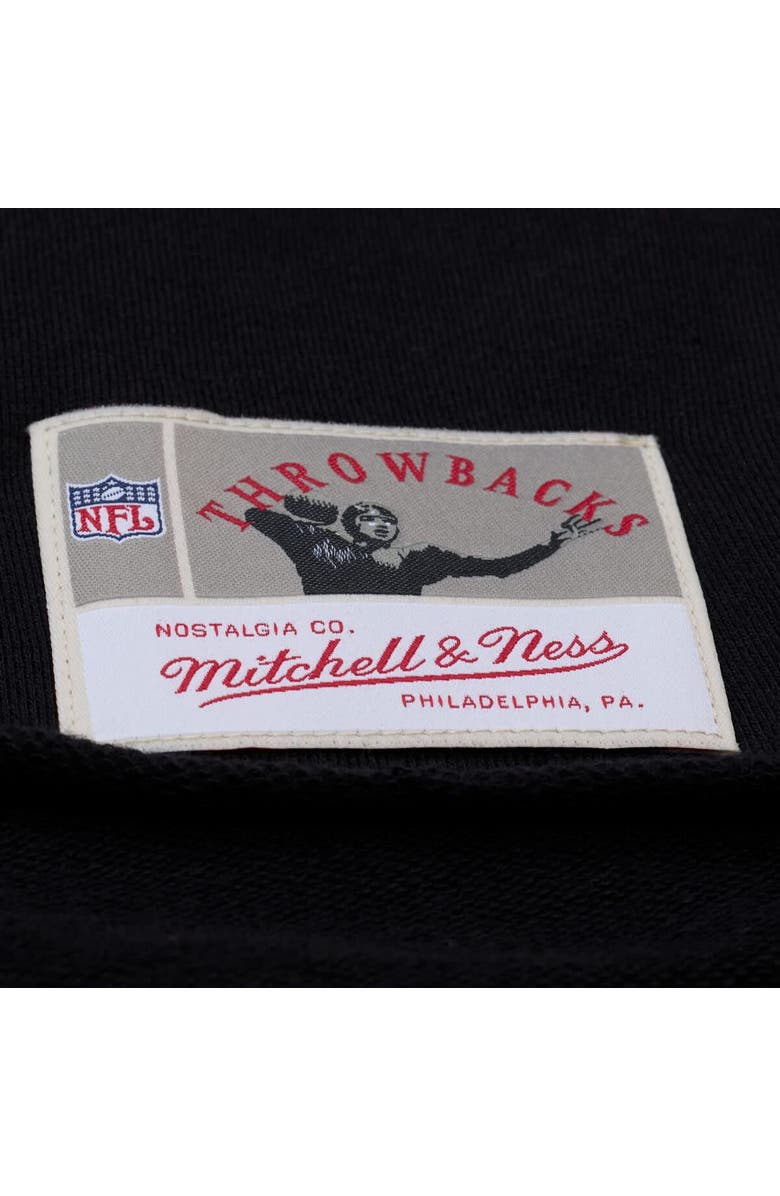 THROWBACKS
NFL
NOSTALGIA CO.
Mitchell & Ness
PHILADELPHIA, PA.